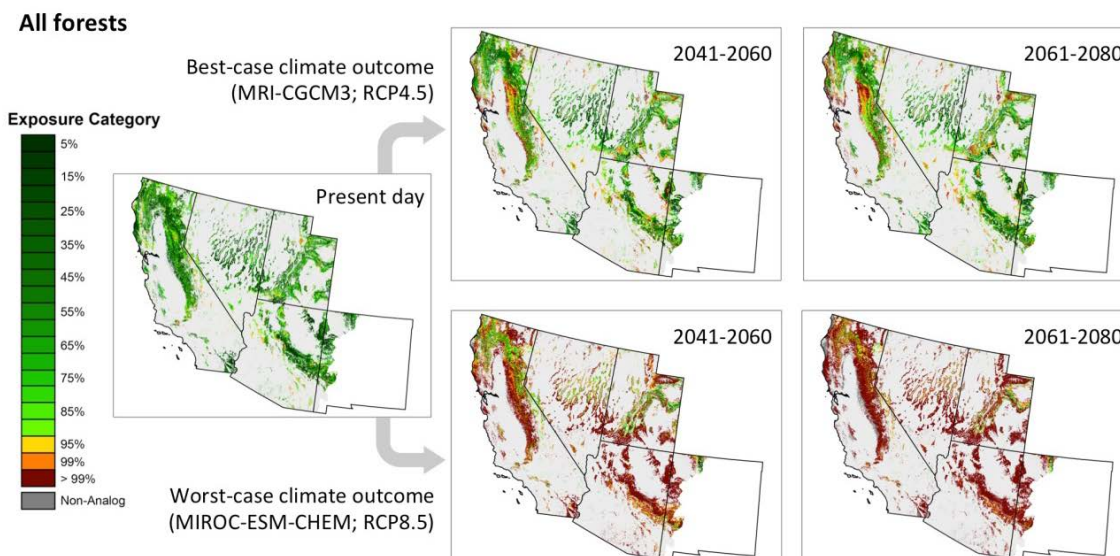 All forests
Best-case climate outcome
(MRI-CGCM3; RCP4.5)
2041-2060
2061-2080
Exposure Category
5%
15%
25%
35%
45%
55%
65%
75%
85%
95%
99%
> 99%
Non-Analog
Present day
2041-2060
2061-2080
Worst-case climate outcome
(MIROC-ESM-CHEM; RCP8.5)